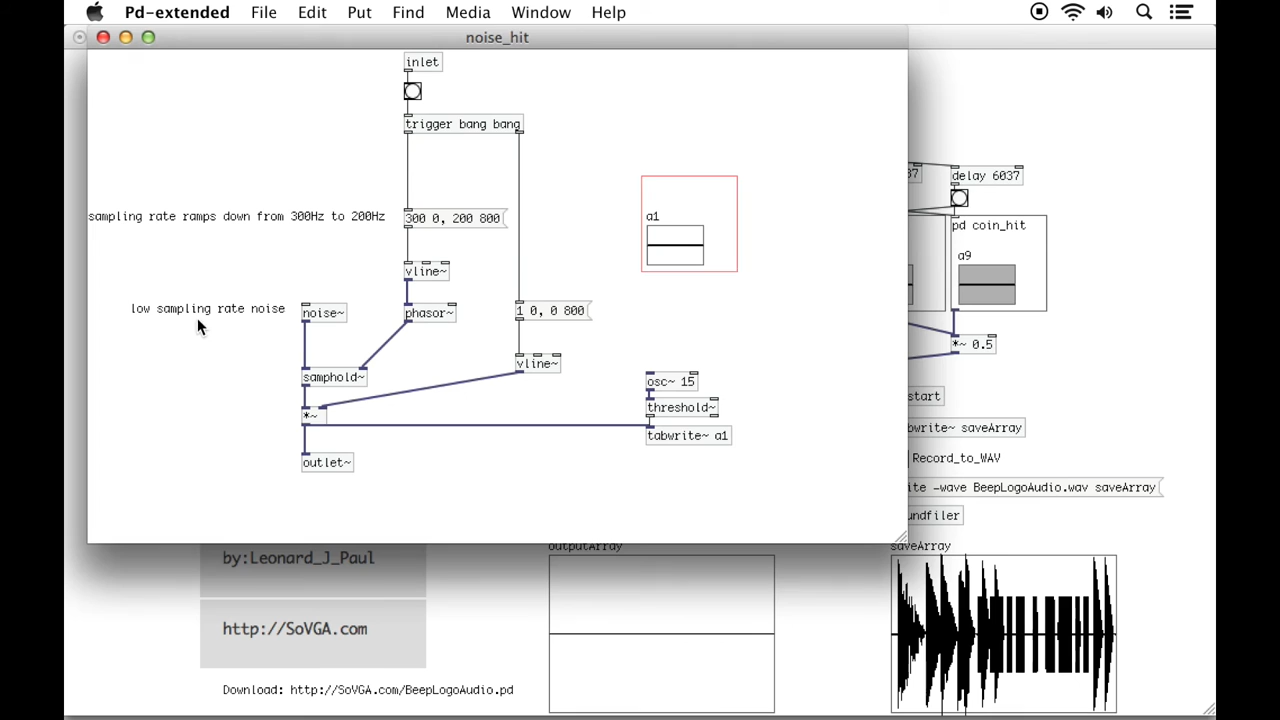 Pd-extended File Edit Put Find Media Window Help
noise_hit
inlet
trigger bang bang
sampling rate ramps down from 300Hz to 200Hz
300 0, 200 800
vline~
low sampling rate noise
noise~
phasor~
1 0, 0 800
samphold~
vline~
*~
outlet~
a1
osc~ 15
threshold~
tabwrite~ a1
37
delay 6037
pd coin_hit
a9
*~ 0.5
start
bwrite~ saveArray
Record_to_WAV
ite -wave BeepLogoAudio.wav saveArray
undfiler
by:Leonard_J_Paul
http://SoVGA.com
Download: http://SoVGA.com/BeepLogoAudio.pd
outputArray
saveArray